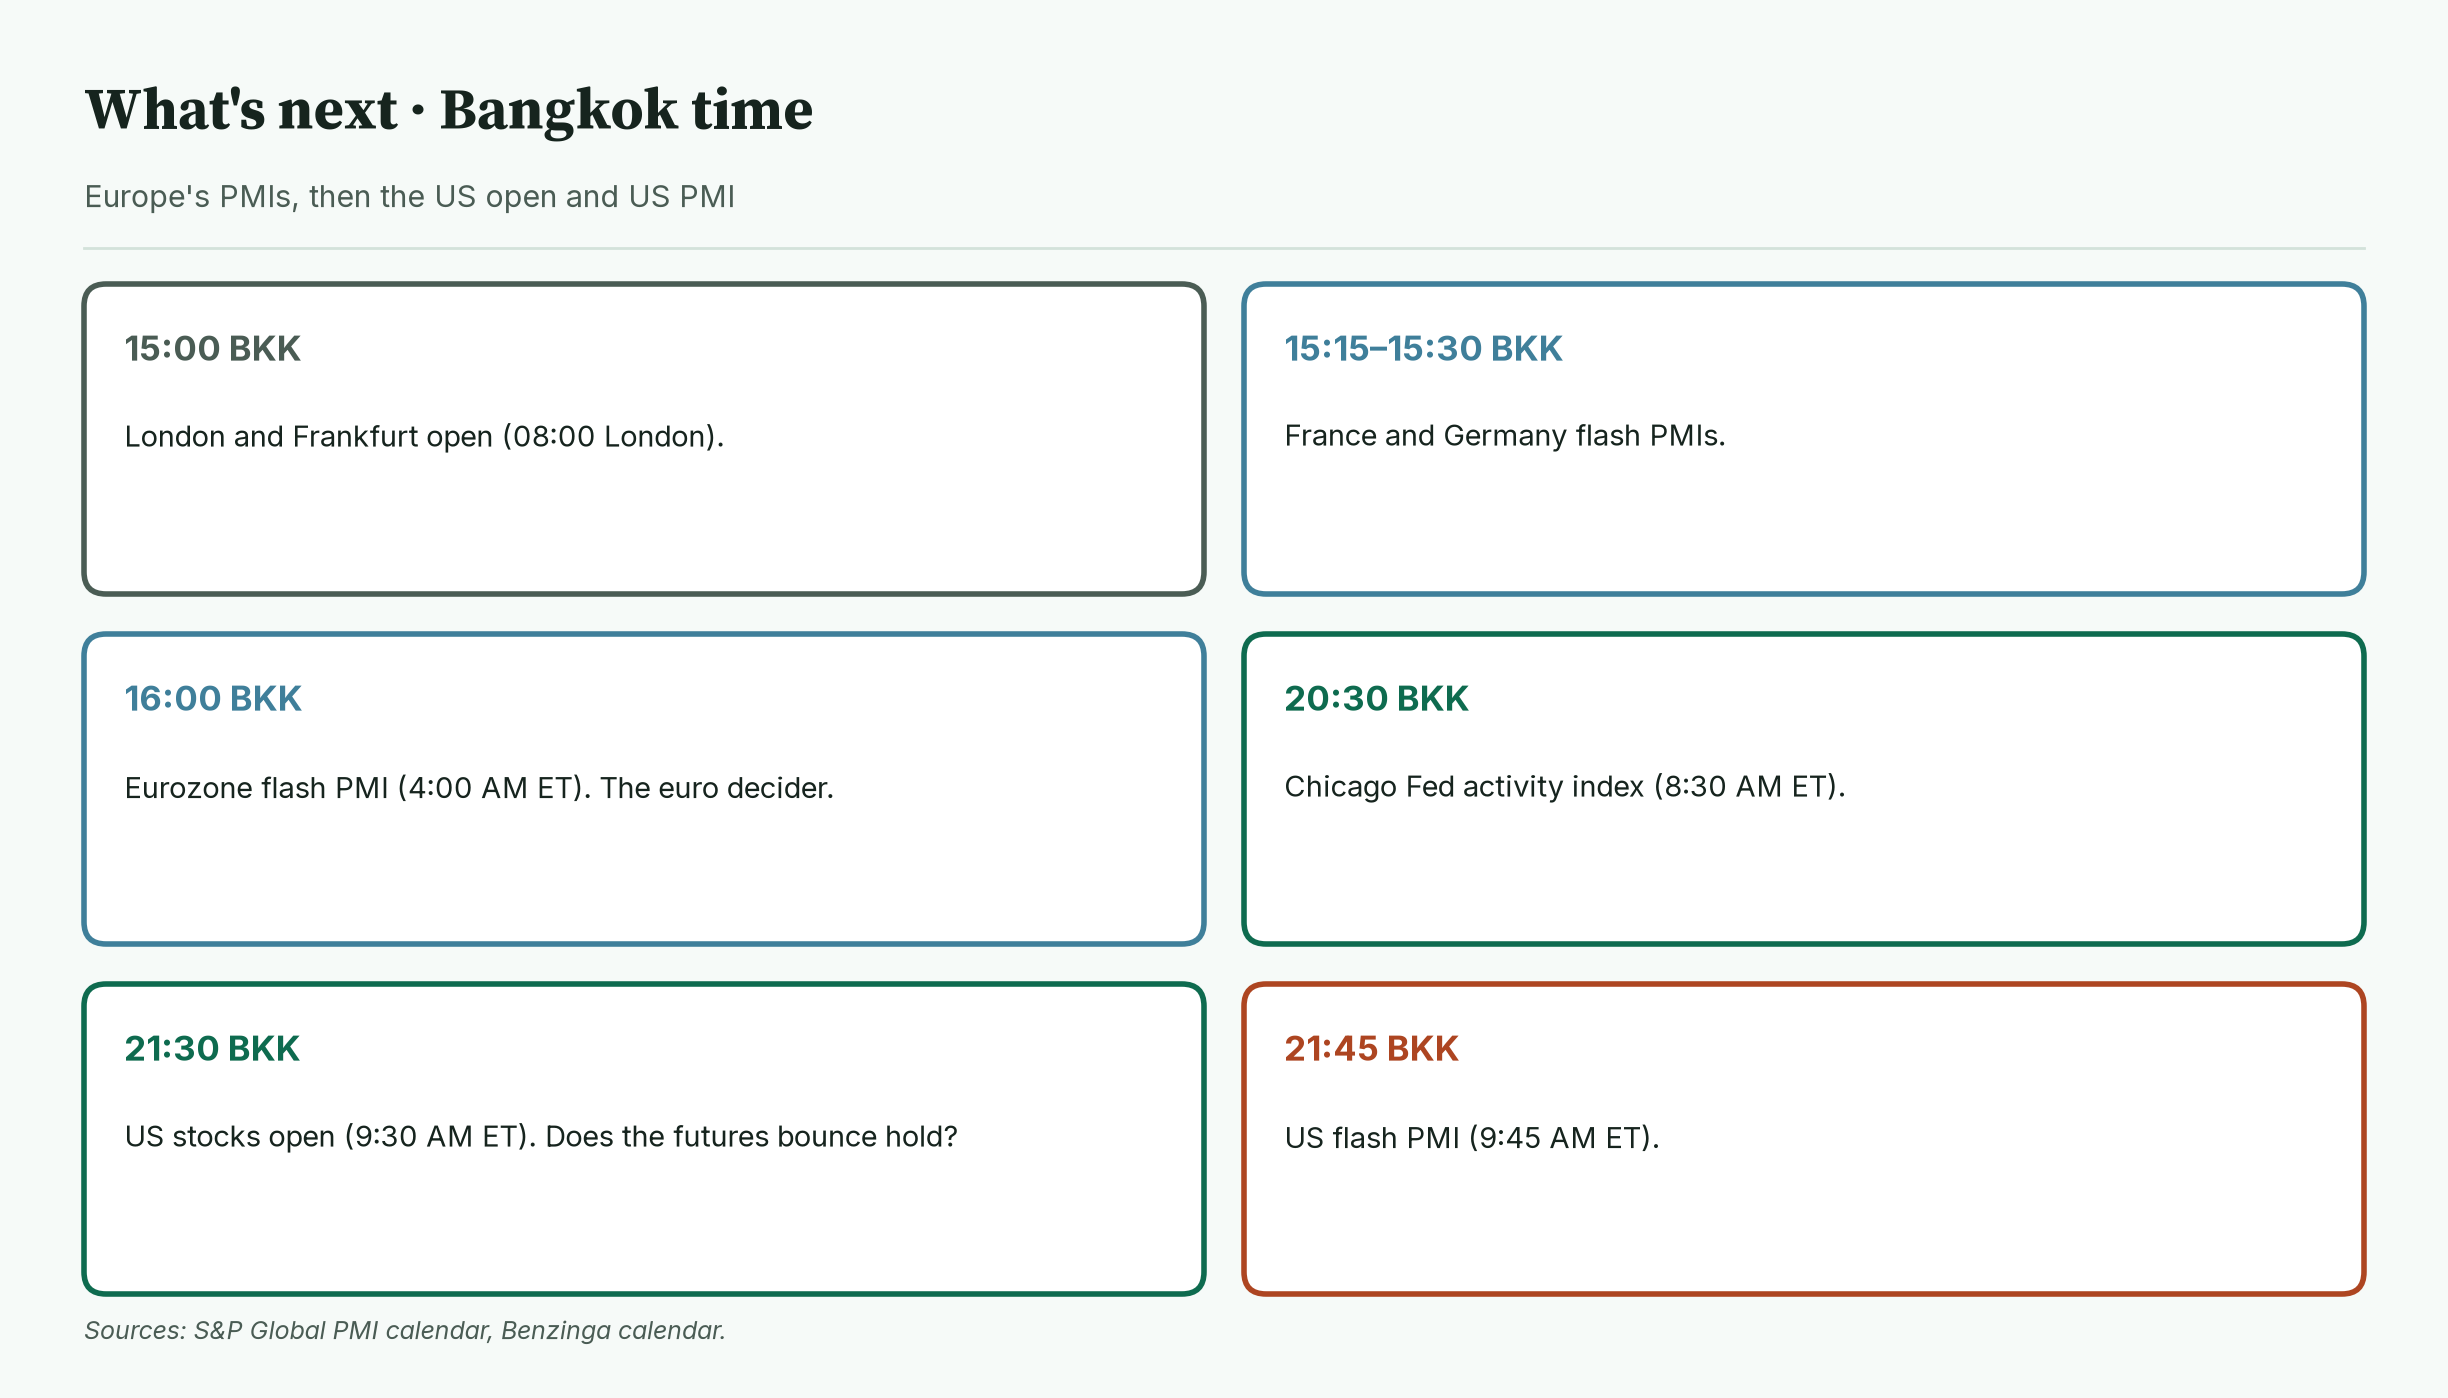 What's next · Bangkok time
Europe's PMIs, then the US open and US PMI
15:00 BKK
London and Frankfurt open (08:00 London).
15:15–15:30 BKK
France and Germany flash PMIs.
16:00 BKK
Eurozone flash PMI (4:00 AM ET). The euro decider.
20:30 BKK
Chicago Fed activity index (8:30 AM ET).
21:30 BKK
US stocks open (9:30 AM ET). Does the futures bounce hold?
21:45 BKK
US flash PMI (9:45 AM ET).
Sources: S&P Global PMI calendar, Benzinga calendar.